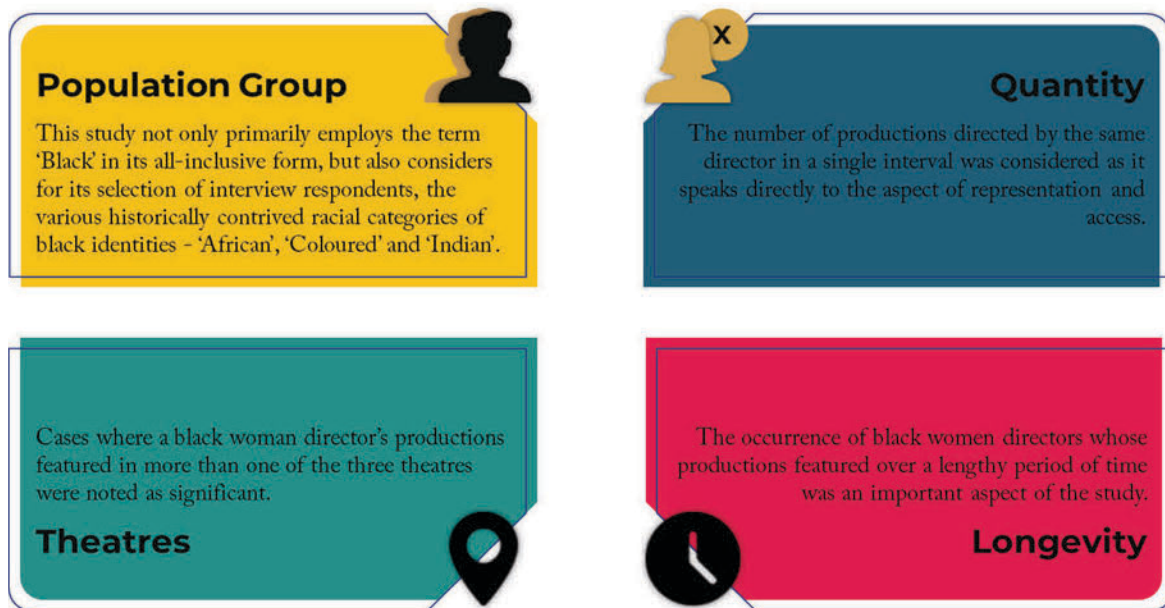 Population Group
This study not only primarily employs the term
‘Black’ in its all-inclusive form, but also considers
for its selection of interview respondents, the
various historically contrived racial categories of
black identities - ‘African’, ‘Coloured’ and ‘Indian’.
X
Quantity
The number of productions directed by the same
director in a single interval was considered as it
speaks directly to the aspect of representation and
access.
Cases where a black woman director’s productions
featured in more than one of the three theatres
were noted as significant.
Theatres
The occurrence of black women directors whose
productions featured over a lengthy period of time
was an important aspect of the study.
Longevity